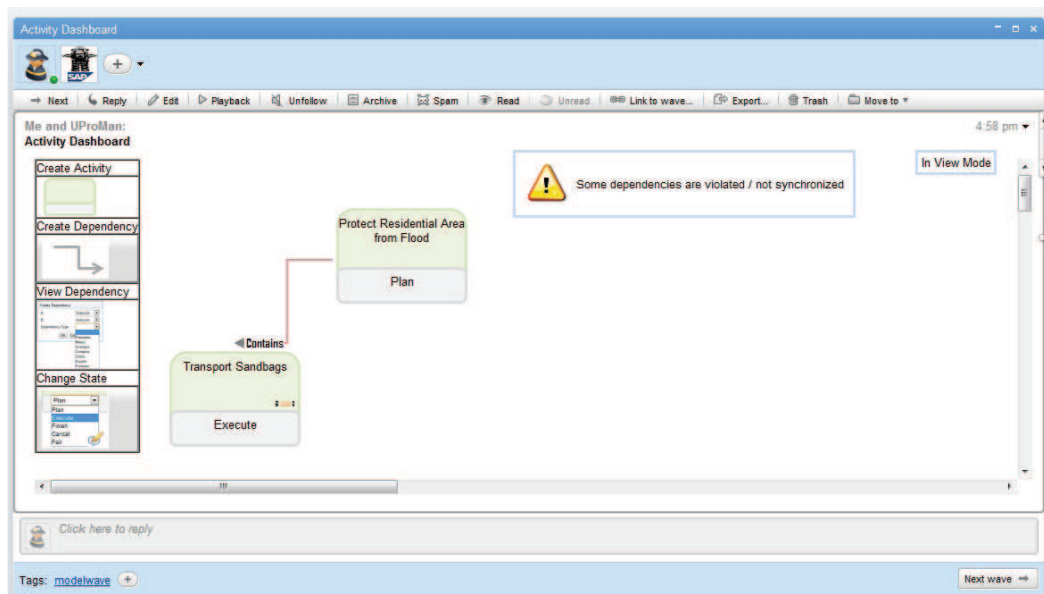 Activity Dashboard
SAP
Next Reply Edit Playback Unfollow Archive Spam Read Unread Link to wave... Export... Trash Move to
Me and UProMan:
4:58 pm
Activity Dashboard
Create Activity
Create Dependency
View Dependency
Change State
Plan
Plan
Execute
Finish
Cancel
Fail
Some dependencies are violated / not synchronized
In View Mode
Protect Residential Area
from Flood
Plan
Contains
Transport Sandbags
Execute
Click here to reply
Tags: modelwave
Next wave